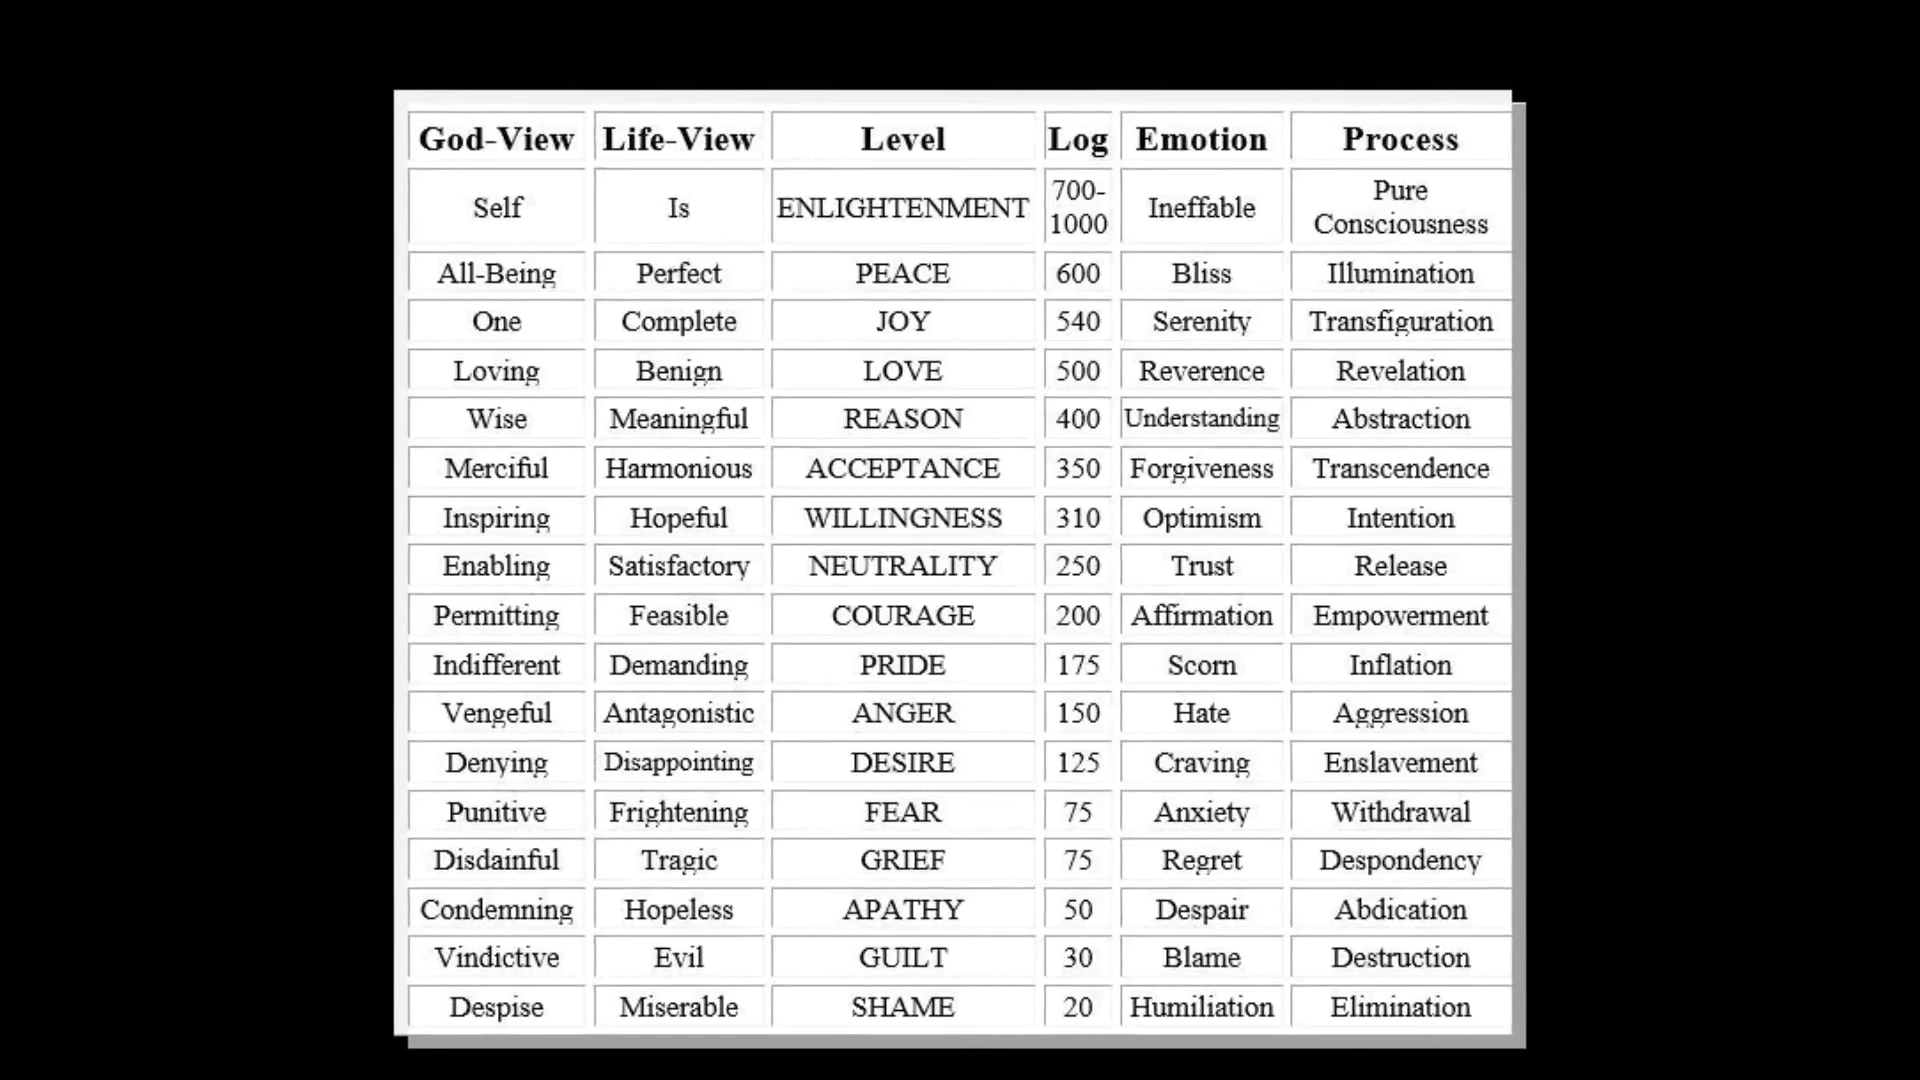 God-View Life-View Level Log Emotion Process
Self Is ENLIGHTENMENT 700-1000 Ineffable Pure Consciousness
All-Being Perfect PEACE 600 Bliss Illumination
One Complete JOY 540 Serenity Transfiguration
Loving Benign LOVE 500 Reverence Revelation
Wise Meaningful REASON 400 Understanding Abstraction
Merciful Harmonious ACCEPTANCE 350 Forgiveness Transcendence
Inspiring Hopeful WILLINGNESS 310 Optimism Intention
Enabling Satisfactory NEUTRALITY 250 Trust Release
Permitting Feasible COURAGE 200 Affirmation Empowerment
Indifferent Demanding PRIDE 175 Scorn Inflation
Vengeful Antagonistic ANGER 150 Hate Aggression
Denying Disappointing DESIRE 125 Craving Enslavement
Punitive Frightening FEAR 75 Anxiety Withdrawal
Disdainful Tragic GRIEF 75 Regret Despondency
Condemning Hopeless APATHY 50 Despair Abdication
Vindictive Evil GUILT 30 Blame Destruction
Despise Miserable SHAME 20 Humiliation Elimination